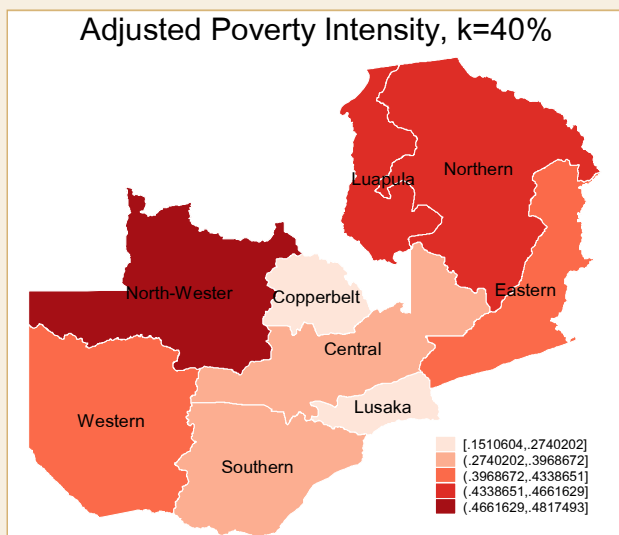 Adjusted Poverty Intensity, k=40%
Northern
Luapula
North-Wester
Copperbelt
Eastern
Central
Western
Lusaka
Southern
[.1510604,.2740202]
(.2740202,.3968672]
(.3968672,.4338651]
(.4338651,.4661629]
(.4661629,.4817493]